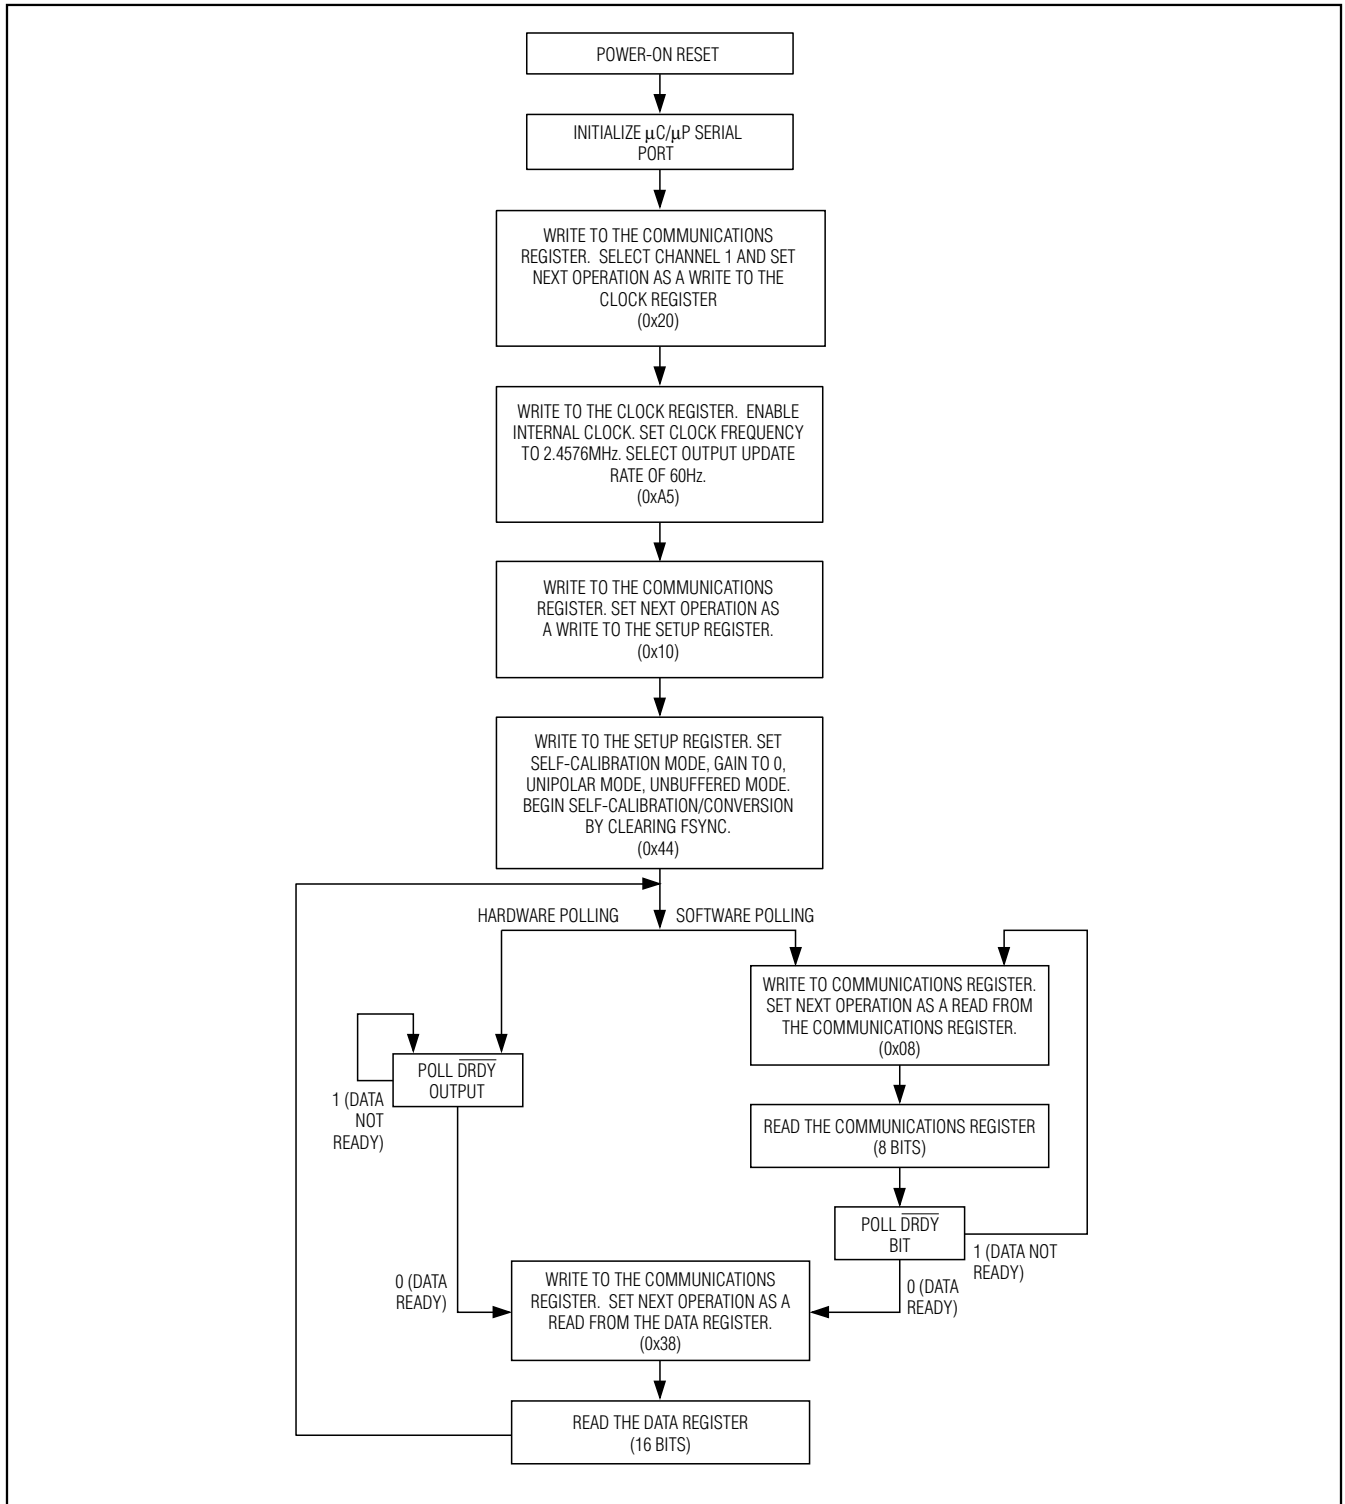 POWER-ON RESET
INITIALIZE μC/μP SERIAL
PORT
WRITE TO THE COMMUNICATIONS
REGISTER. SELECT CHANNEL 1 AND SET
NEXT OPERATION AS A WRITE TO THE
CLOCK REGISTER
(0x20)
WRITE TO THE CLOCK REGISTER. ENABLE
INTERNAL CLOCK. SET CLOCK FREQUENCY
TO 2.4576MHz. SELECT OUTPUT UPDATE
RATE OF 60Hz.
(0xA5)
WRITE TO THE COMMUNICATIONS
REGISTER. SET NEXT OPERATION AS
A WRITE TO THE SETUP REGISTER.
(0x10)
WRITE TO THE SETUP REGISTER. SET
SELF-CALIBRATION MODE, GAIN TO 0,
UNIPOLAR MODE, UNBUFFERED MODE.
BEGIN SELF-CALIBRATION/CONVERSION
BY CLEARING FSYNC.
(0x44)
HARDWARE POLLING
SOFTWARE POLLING
POLL D̅R̅D̅Y̅
OUTPUT
1 (DATA
NOT
READY)
0 (DATA
READY)
WRITE TO COMMUNICATIONS REGISTER.
SET NEXT OPERATION AS A READ FROM
THE COMMUNICATIONS REGISTER.
(0x08)
READ THE COMMUNICATIONS REGISTER
(8 BITS)
POLL D̅R̅D̅Y̅
BIT
1 (DATA NOT
READY)
0 (DATA
READY)
WRITE TO THE COMMUNICATIONS
REGISTER. SET NEXT OPERATION AS A
READ FROM THE DATA REGISTER.
(0x38)
READ THE DATA REGISTER
(16 BITS)